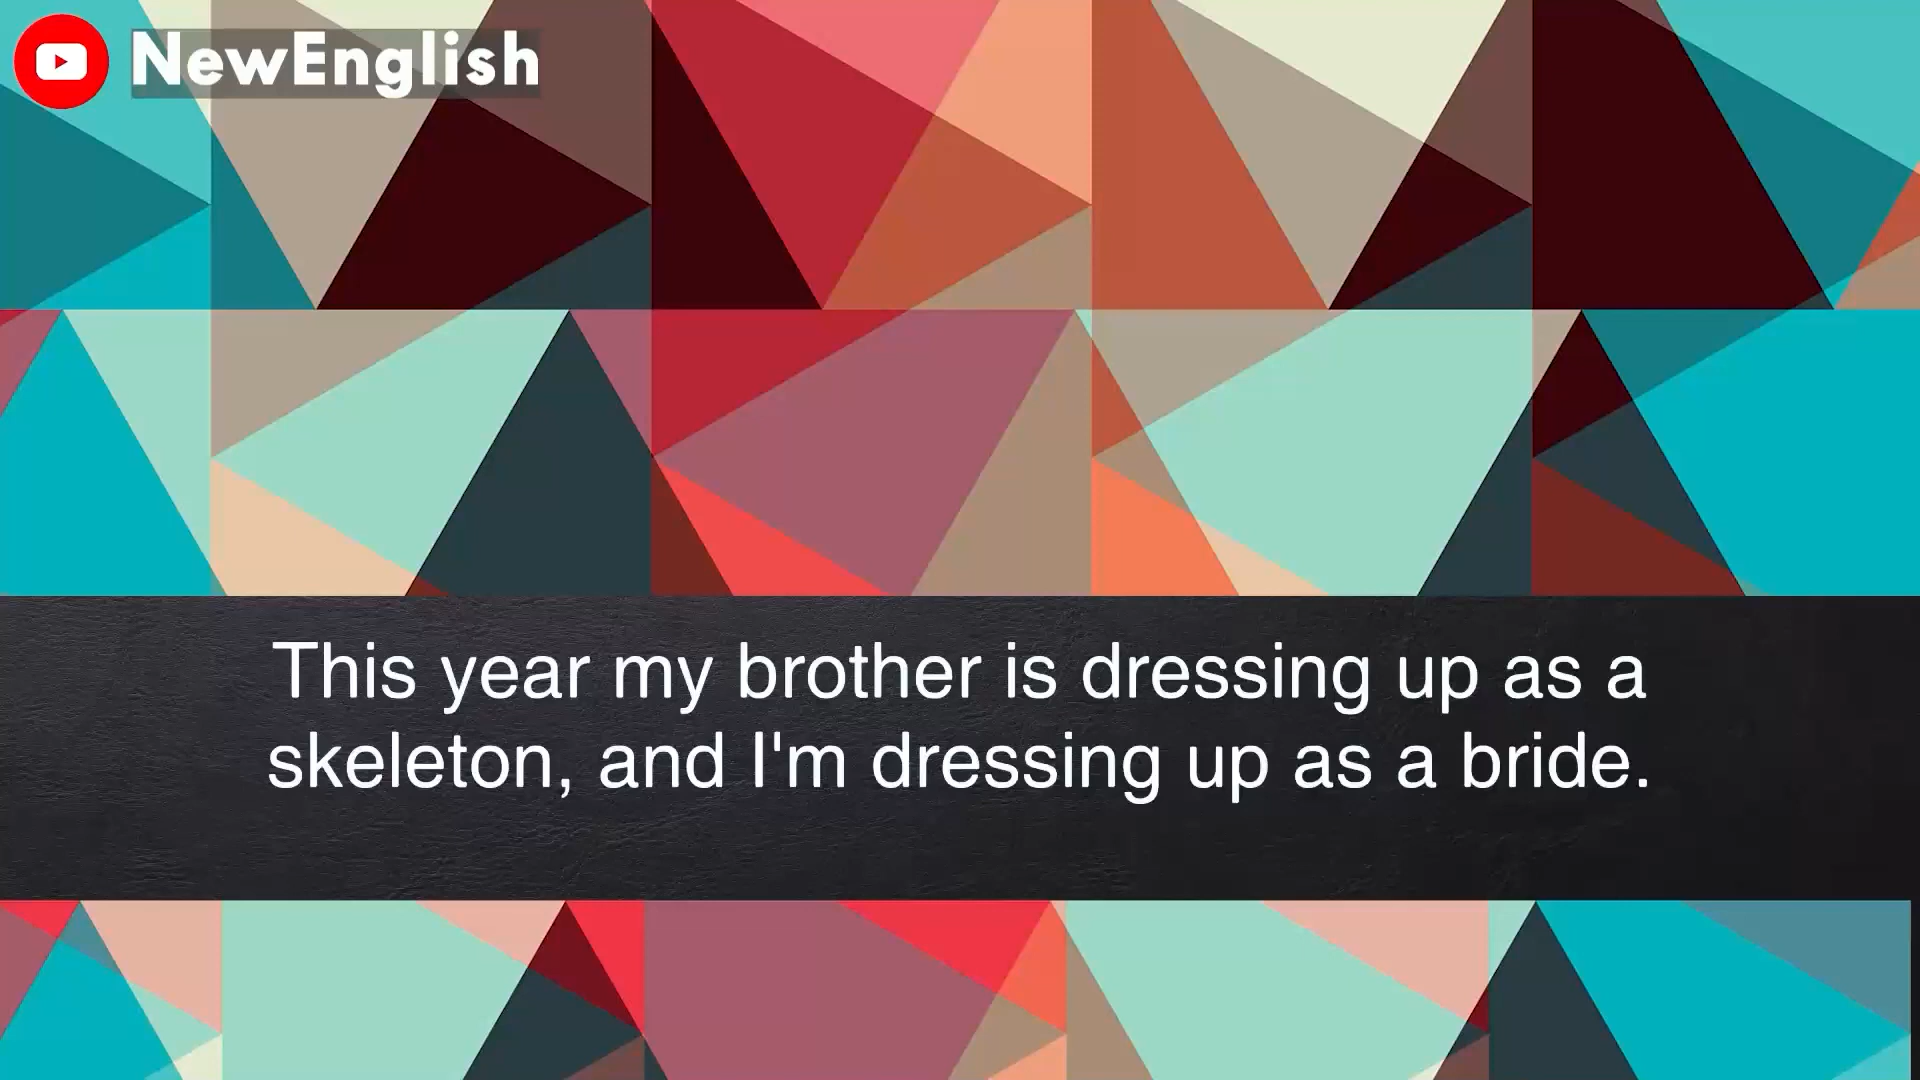 NewEnglish
This year my brother is dressing up as a
skeleton, and I'm dressing up as a bride.